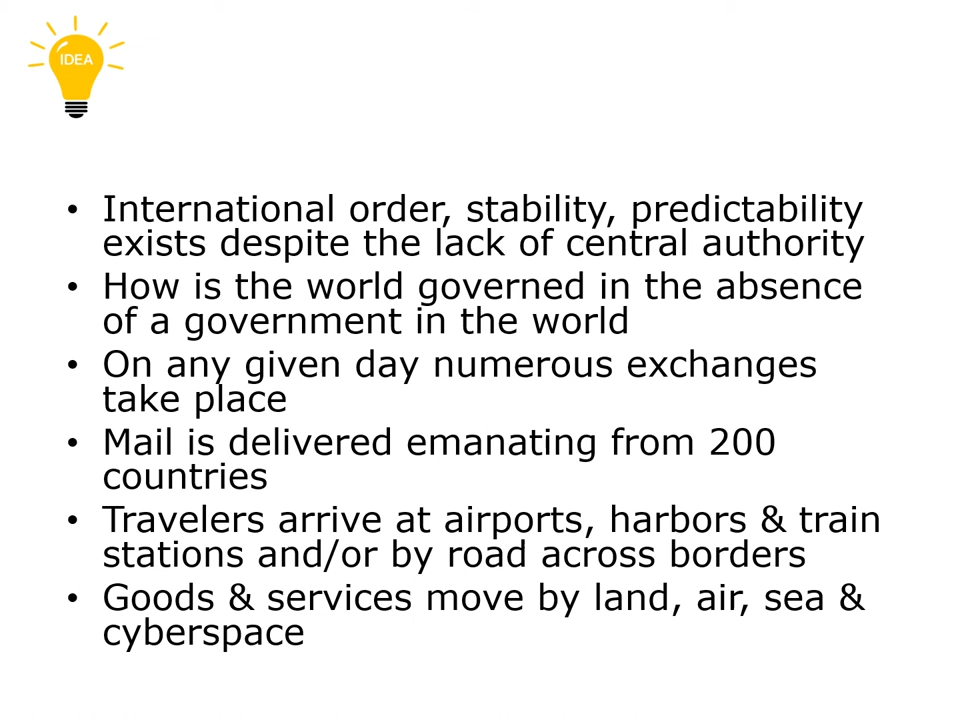 IDEA
• International order, stability, predictability
exists despite the lack of central authority
• How is the world governed in the absence
of a government in the world
• On any given day numerous exchanges
take place
• Mail is delivered emanating from 200
countries
• Travelers arrive at airports, harbors & train
stations and/or by road across borders
• Goods & services move by land, air, sea &
cyberspace